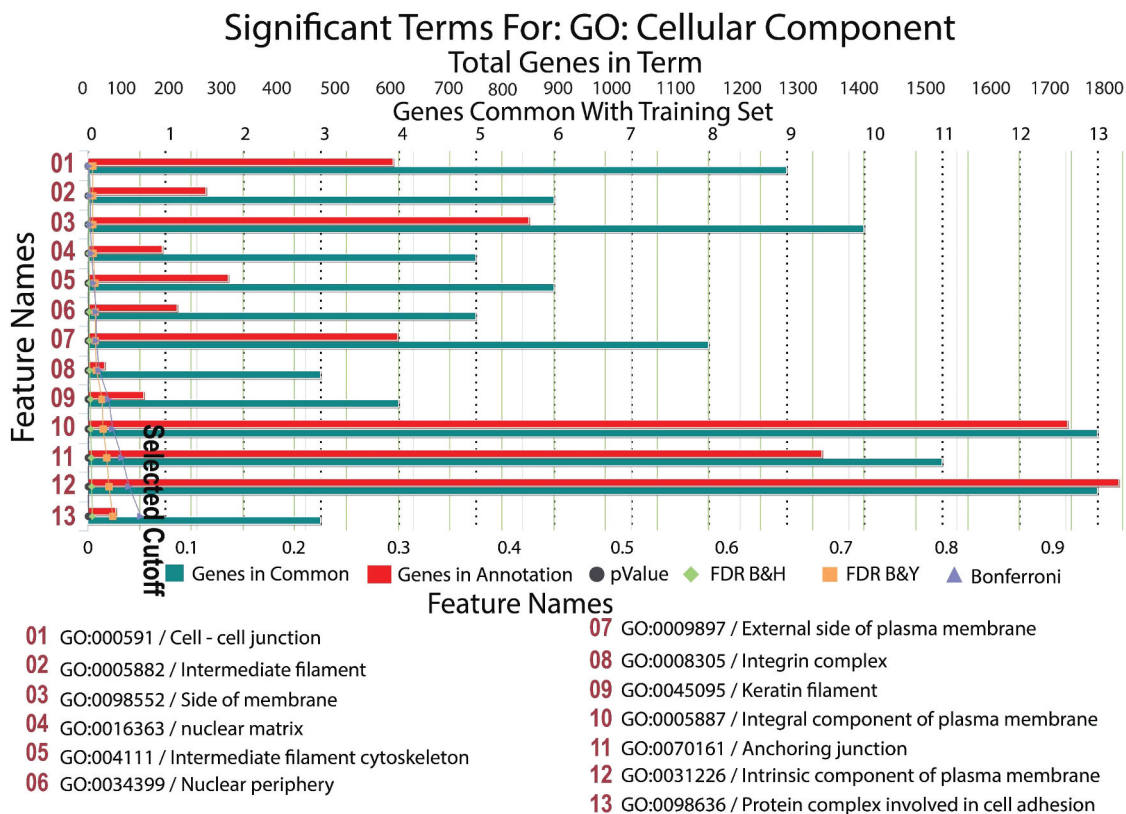 Significant Terms For: GO: Cellular Component
Total Genes in Term
0 100 200 300 400 500 600 700 800 900 1000 1100 1200 1300 1400 1500 1600 1700 1800
Genes Common With Training Set
0 1 2 3 4 5 6 7 8 9 10 11 12 13
Feature Names
01
02
03
04
05
06
07
08
09
10
11
12
13
Selected Cutoff
0 0.1 0.2 0.3 0.4 0.5 0.6 0.7 0.8 0.9
Genes in Common Genes in Annotation pValue FDR B&H FDR B&Y Bonferroni
Feature Names
01 GO:000591 / Cell - cell junction
02 GO:0005882 / Intermediate filament
03 GO:0098552 / Side of membrane
04 GO:0016363 / nuclear matrix
05 GO:004111 / Intermediate filament cytoskeleton
06 GO:0034399 / Nuclear periphery
07 GO:0009897 / External side of plasma membrane
08 GO:0008305 / Integrin complex
09 GO:0045095 / Keratin filament
10 GO:0005887 / Integral component of plasma membrane
11 GO:0070161 / Anchoring junction
12 GO:0031226 / Intrinsic component of plasma membrane
13 GO:0098636 / Protein complex involved in cell adhesion